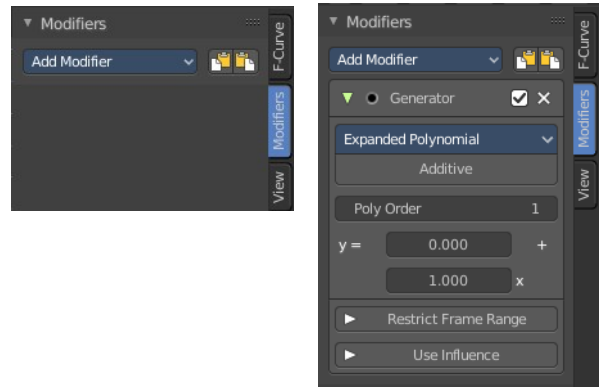 Modifiers
Add Modifier
F-Curve
Modifiers
View
Modifiers
Add Modifier
Generator
Expanded Polynomial
Additive
Poly Order 1
y = 0.000 +
1.000 x
Restrict Frame Range
Use Influence
F-Curve
Modifiers
View